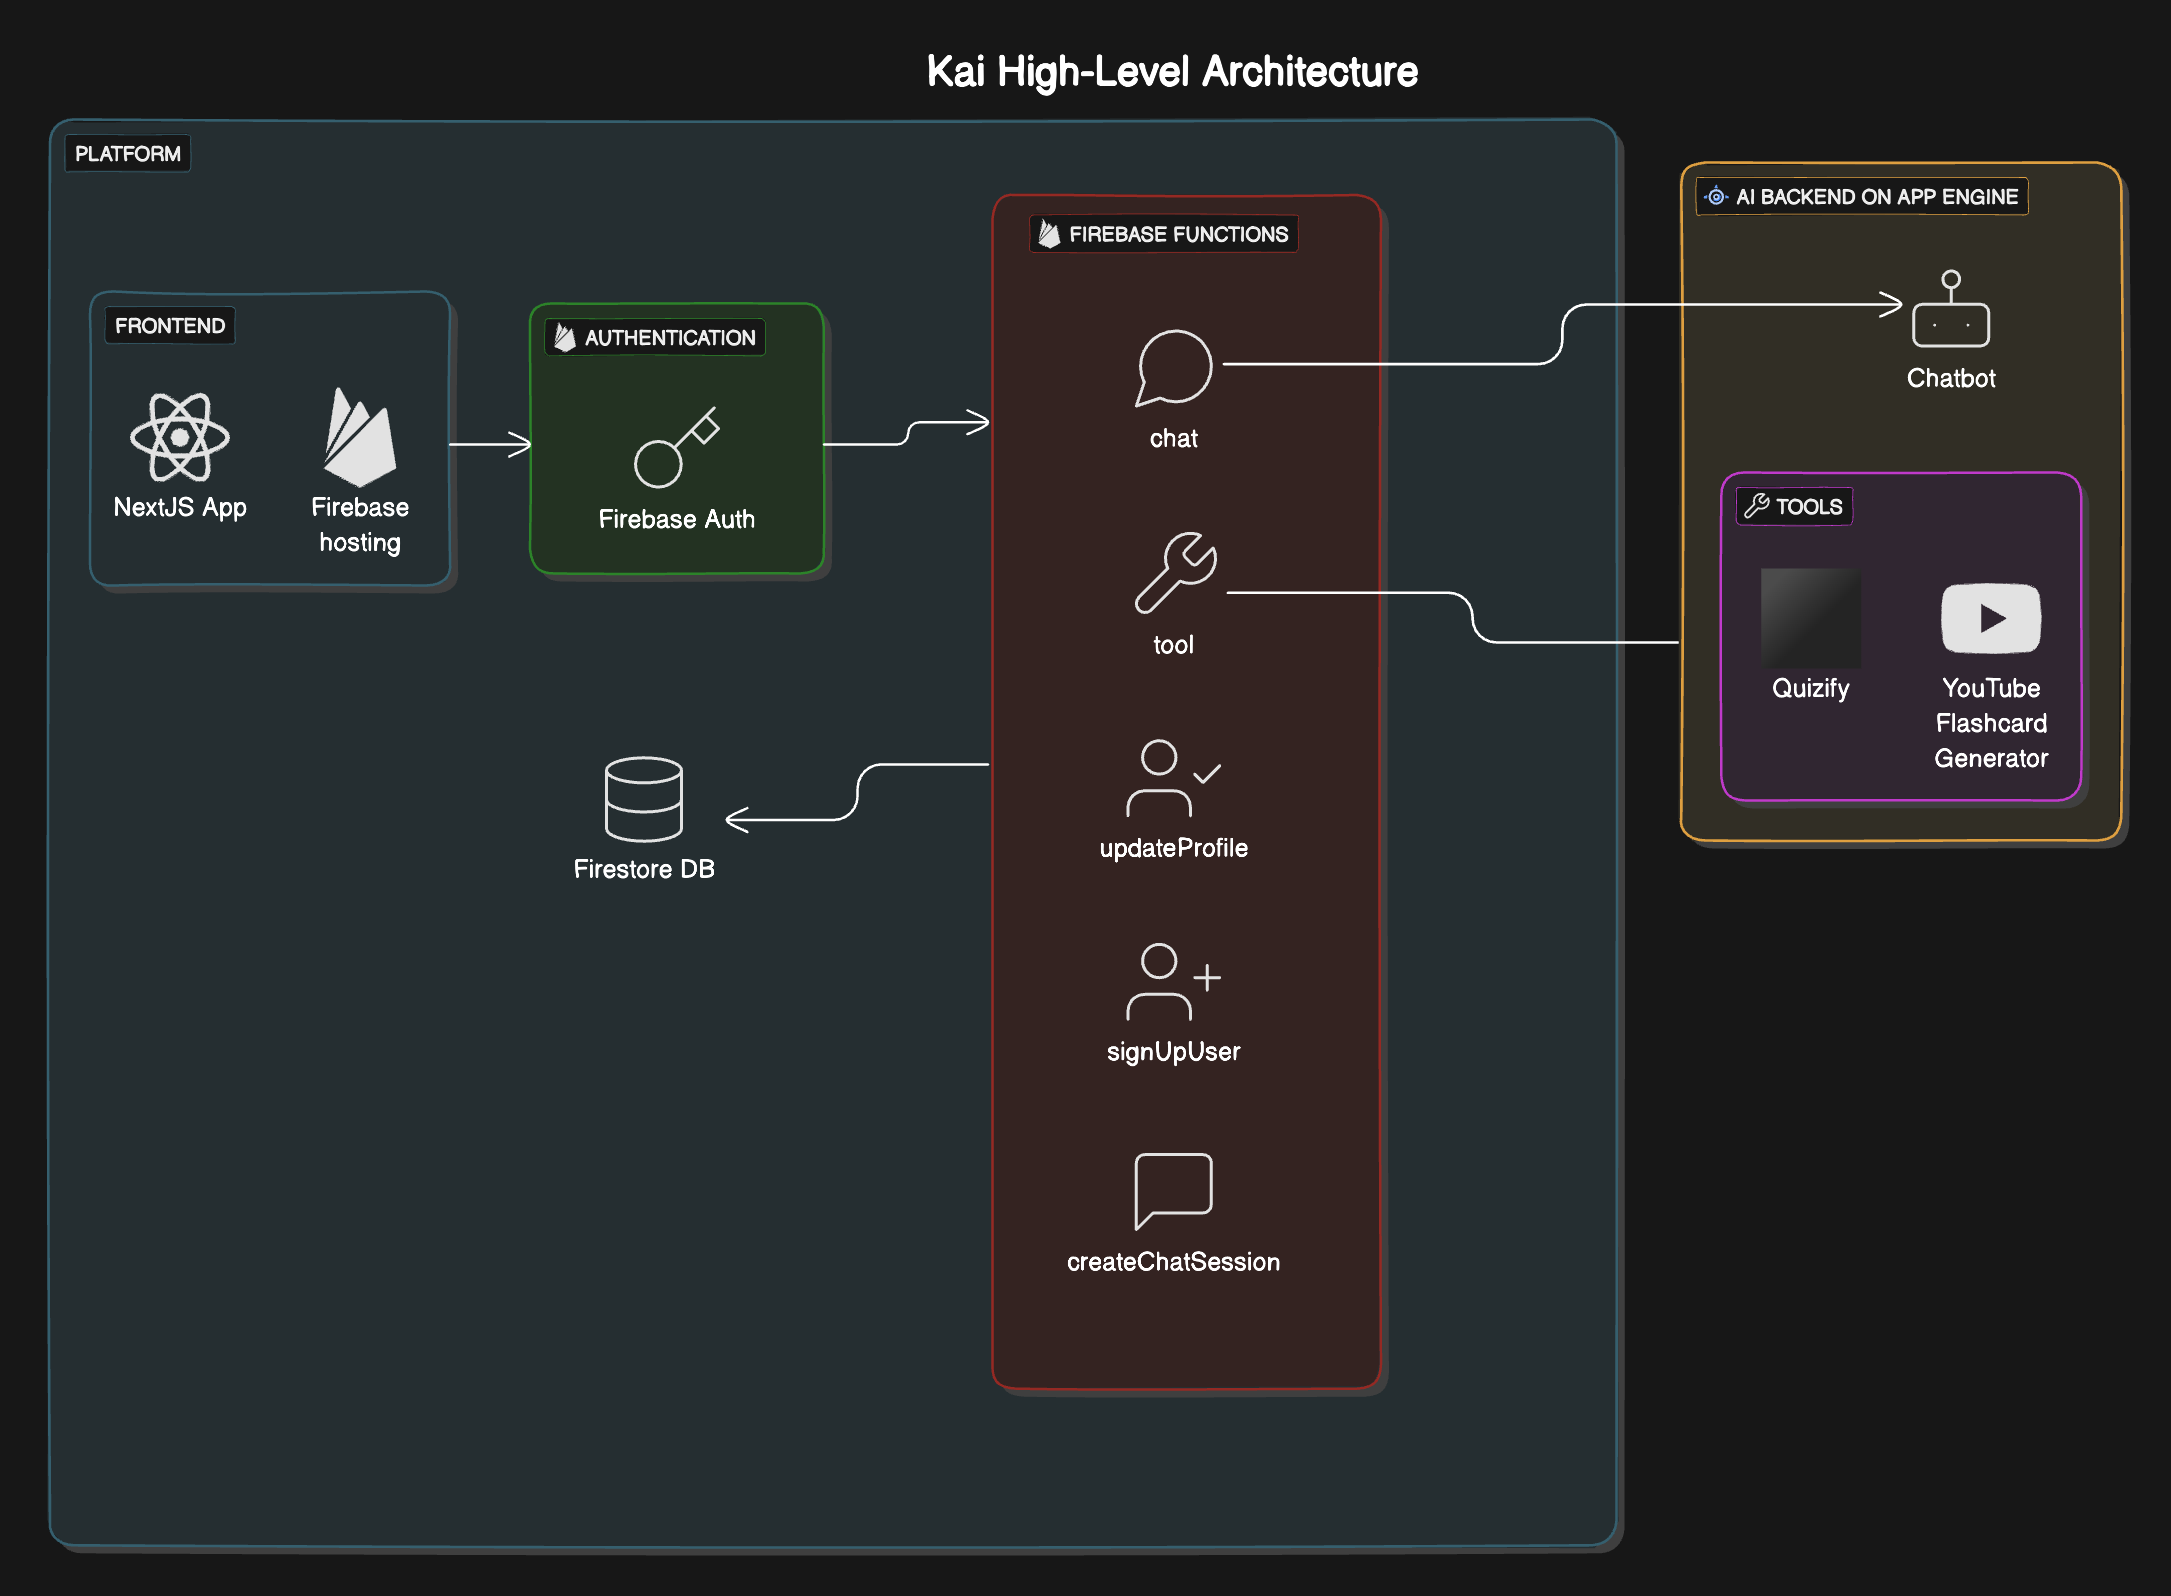 Kai High-Level Architecture
PLATFORM
FRONTEND
NextJS App
Firebase
hosting
AUTHENTICATION
Firebase Auth
Firestore DB
FIREBASE FUNCTIONS
chat
tool
updateProfile
signUpUser
createChatSession
AI BACKEND ON APP ENGINE
Chatbot
TOOLS
Quizify
YouTube
Flashcard
Generator